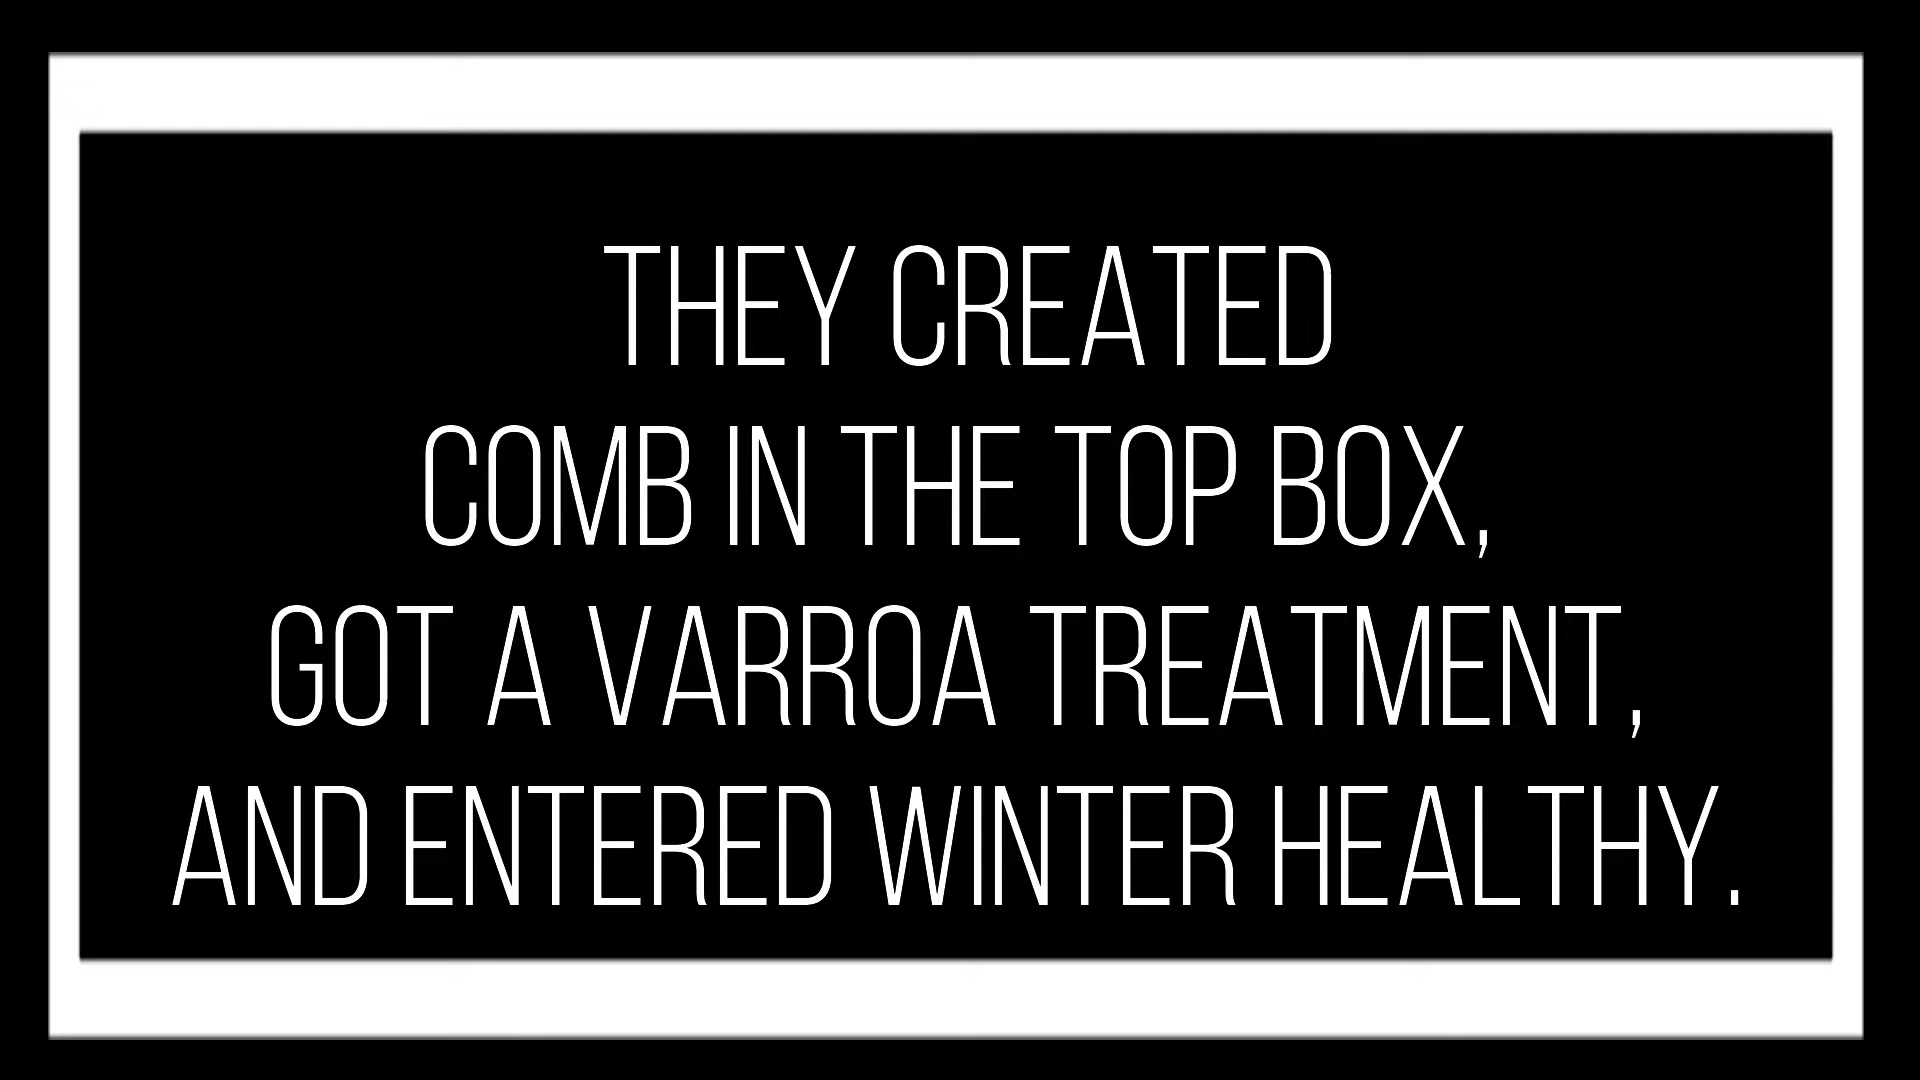 THEY CREATED
COMB IN THE TOP BOX,
GOT A VARROA TREATMENT,
AND ENTERED WINTER HEALTHY.